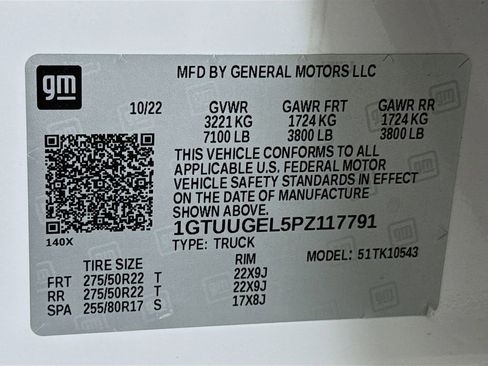 gm
MFD BY GENERAL MOTORS LLC
10/22 GVWR GAWR FRT GAWR RR
3221 KG 1724 KG 1724 KG
7100 LB 3800 LB 3800 LB
THIS VEHICLE CONFORMS TO ALL
APPLICABLE U.S. FEDERAL MOTOR
VEHICLE SAFETY STANDARDS IN EFFECT
ON THE DATE OF MANUFACTURE
SHOWN ABOVE.
140X
1GTUUGEL5PZ117791
TYPE: TRUCK MODEL: 51TK10543
TIRE SIZE RIM
FRT 275/50R22 T 22X9J
RR 275/50R22 T 22X9J
SPA 255/80R17 S 17X8J